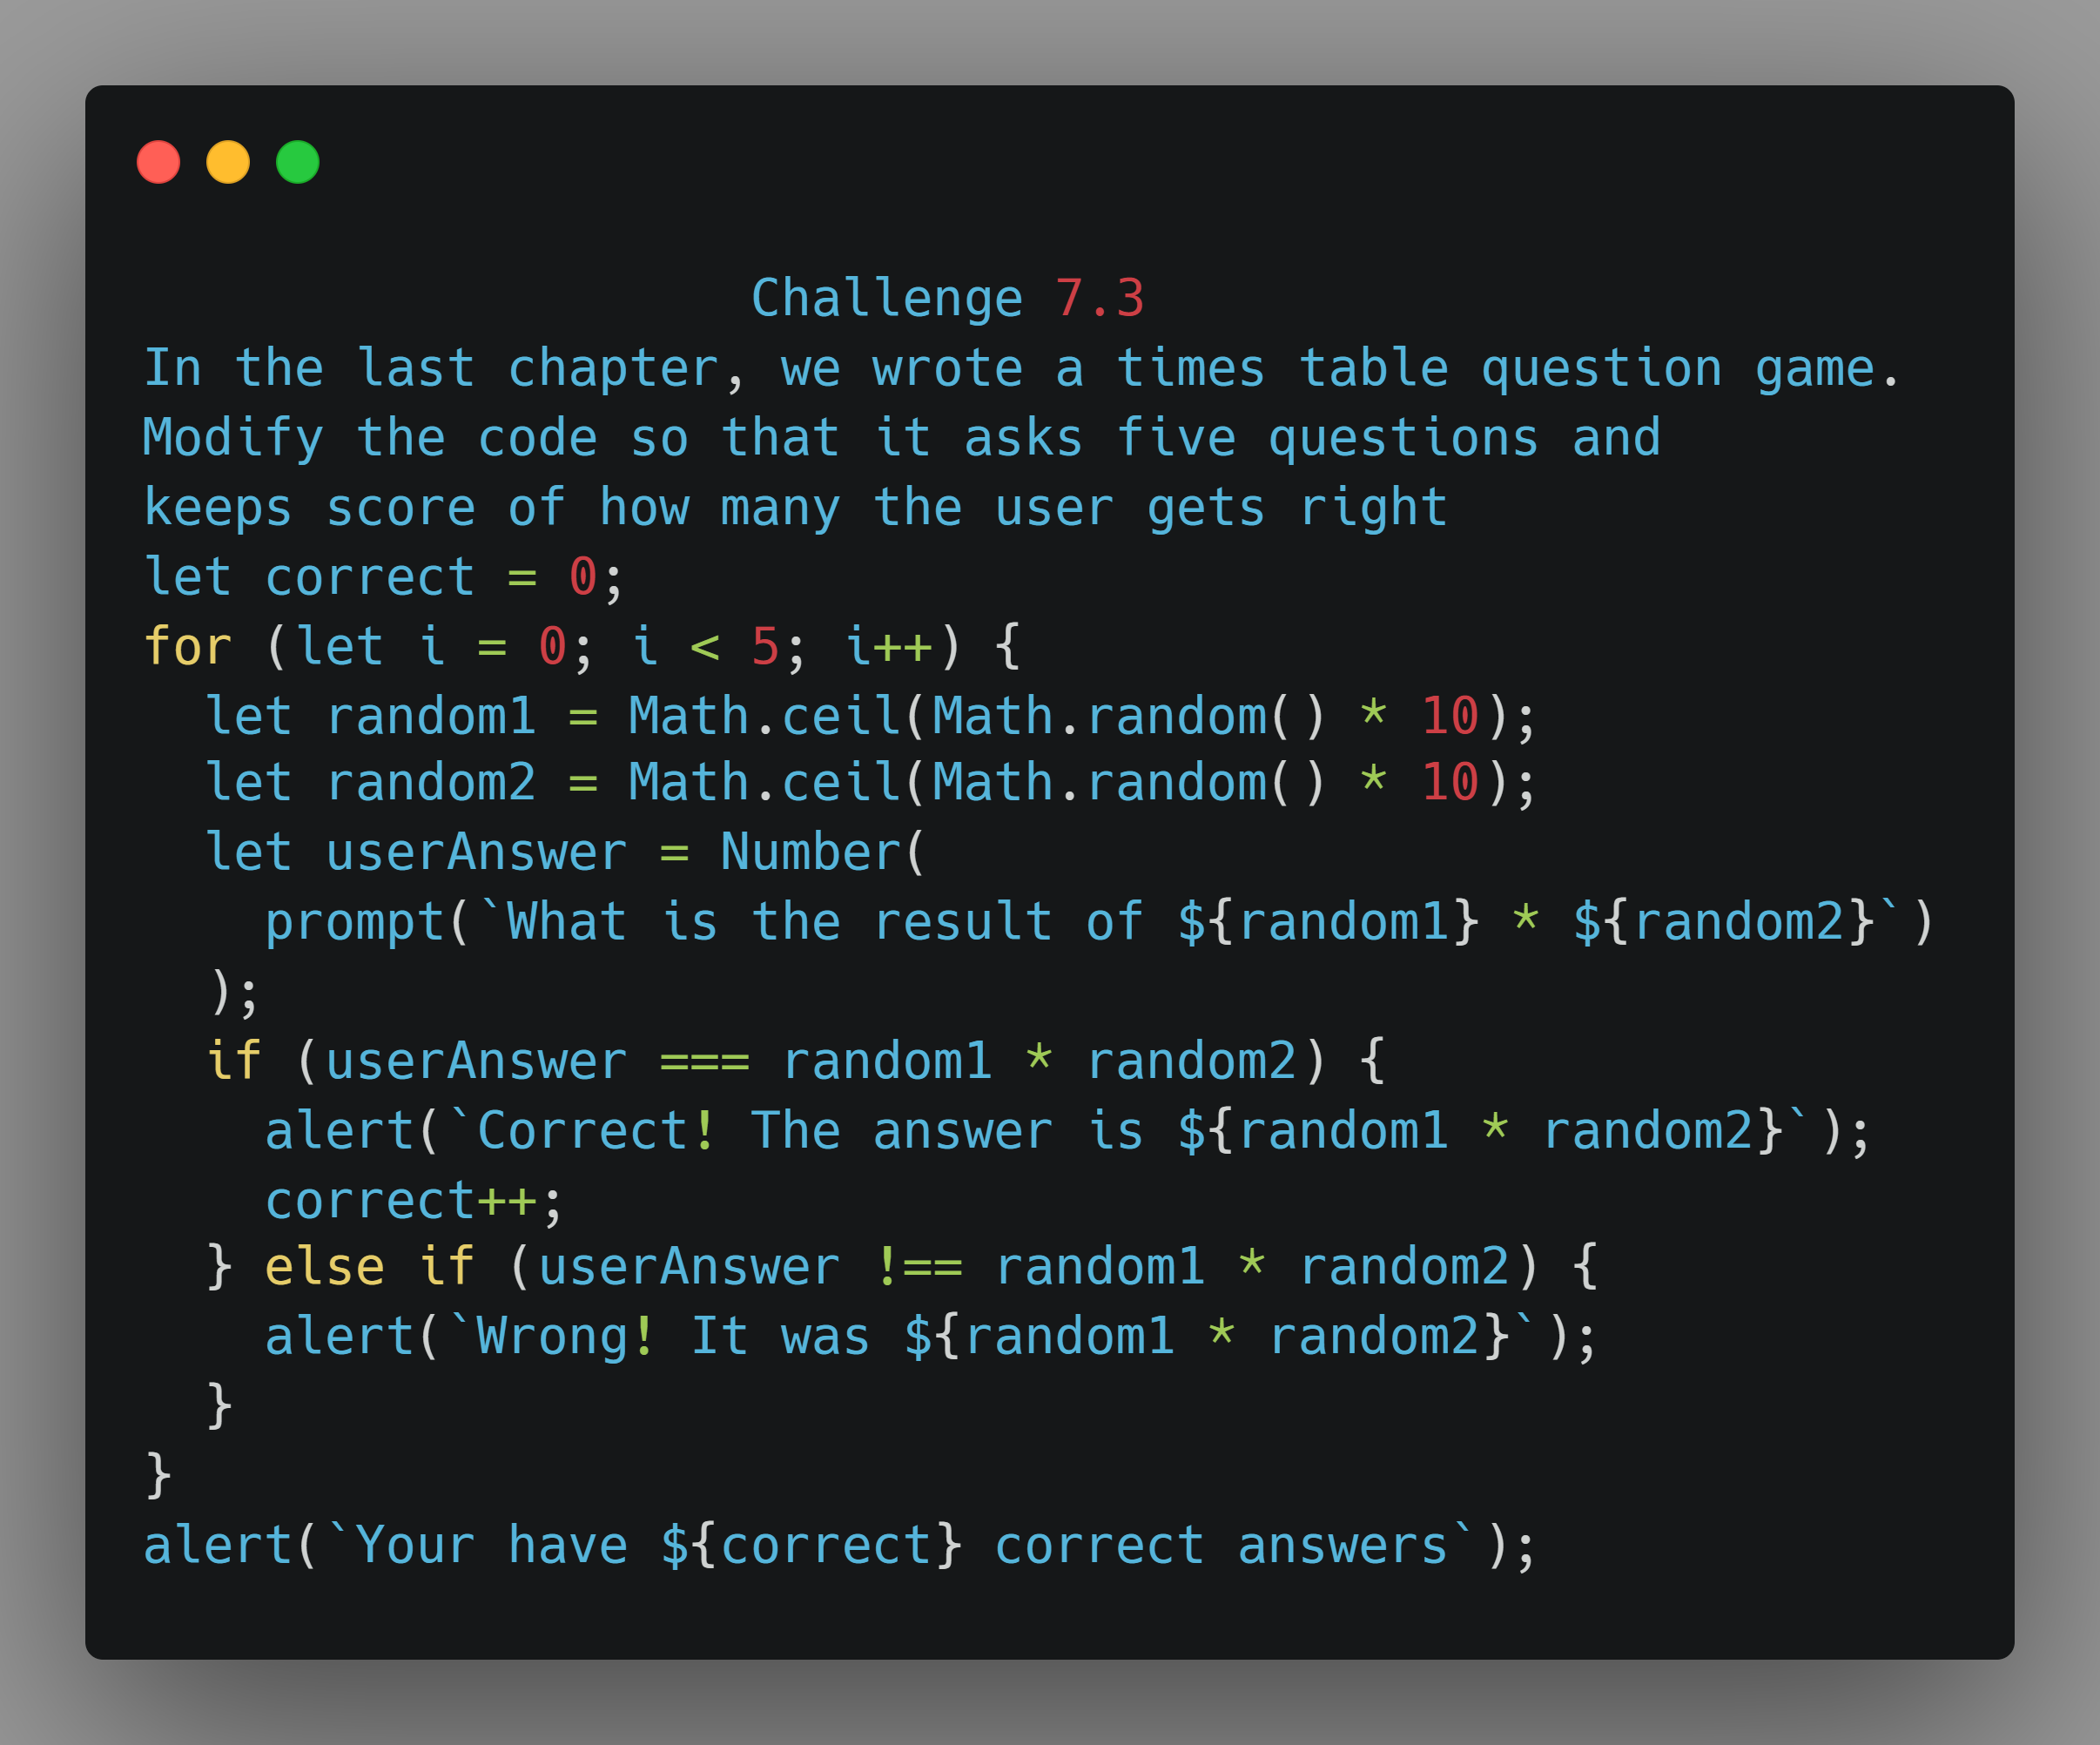 Challenge 7.3
In the last chapter, we wrote a times table question game.
Modify the code so that it asks five questions and
keeps score of how many the user gets right
let correct = 0;
for (let i = 0; i < 5; i++) {
  let random1 = Math.ceil(Math.random() * 10);
  let random2 = Math.ceil(Math.random() * 10);
  let userAnswer = Number(
    prompt(`What is the result of ${random1} * ${random2}`)
  );
  if (userAnswer === random1 * random2) {
    alert(`Correct! The answer is ${random1 * random2}`);
    correct++;
  } else if (userAnswer !== random1 * random2) {
    alert(`Wrong! It was ${random1 * random2}`);
  }
}
alert(`Your have ${correct} correct answers`);